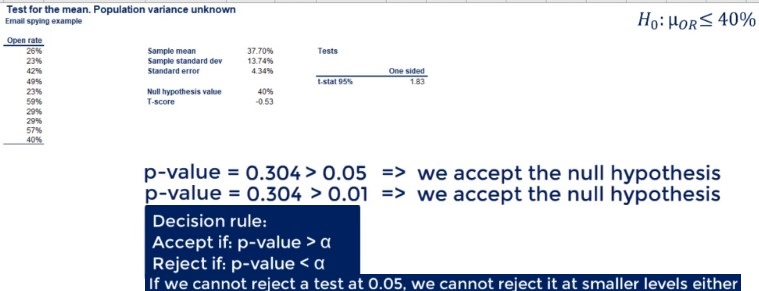 Test for the mean. Population variance unknown
Email spying example
H₀: μOR ≤ 40%
Open rate
26%
23%
42%
49%
23%
59%
29%
29%
57%
40%
Sample mean 37.70%
Sample standard dev 13.74%
Standard error 4.34%
Null hypothesis value 40%
T-score -0.53
Tests
One sided
t-stat 95% 1.83
p-value = 0.304 > 0.05 => we accept the null hypothesis
p-value = 0.304 > 0.01 => we accept the null hypothesis
Decision rule:
Accept if: p-value > α
Reject if: p-value < α
If we cannot reject a test at 0.05, we cannot reject it at smaller levels either